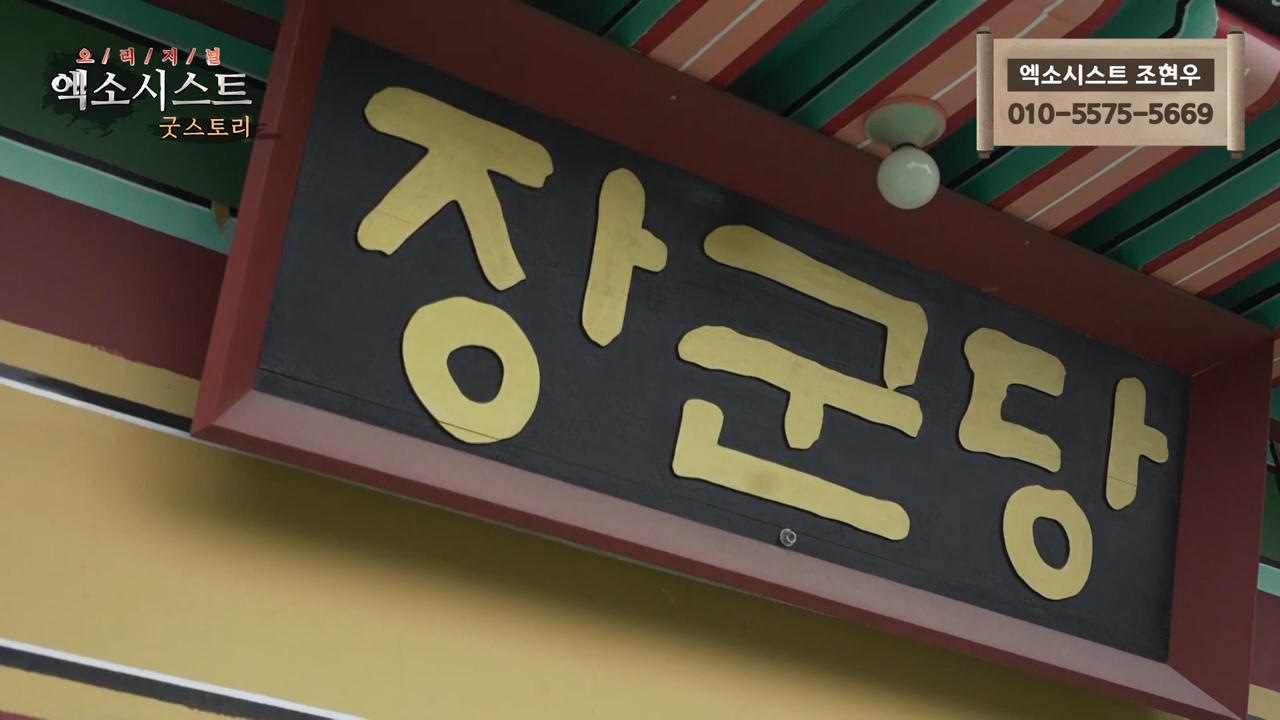 오/리/지/널
엑소시스트
굿스토리
엑소시스트 조현우
010-5575-5669
장군당